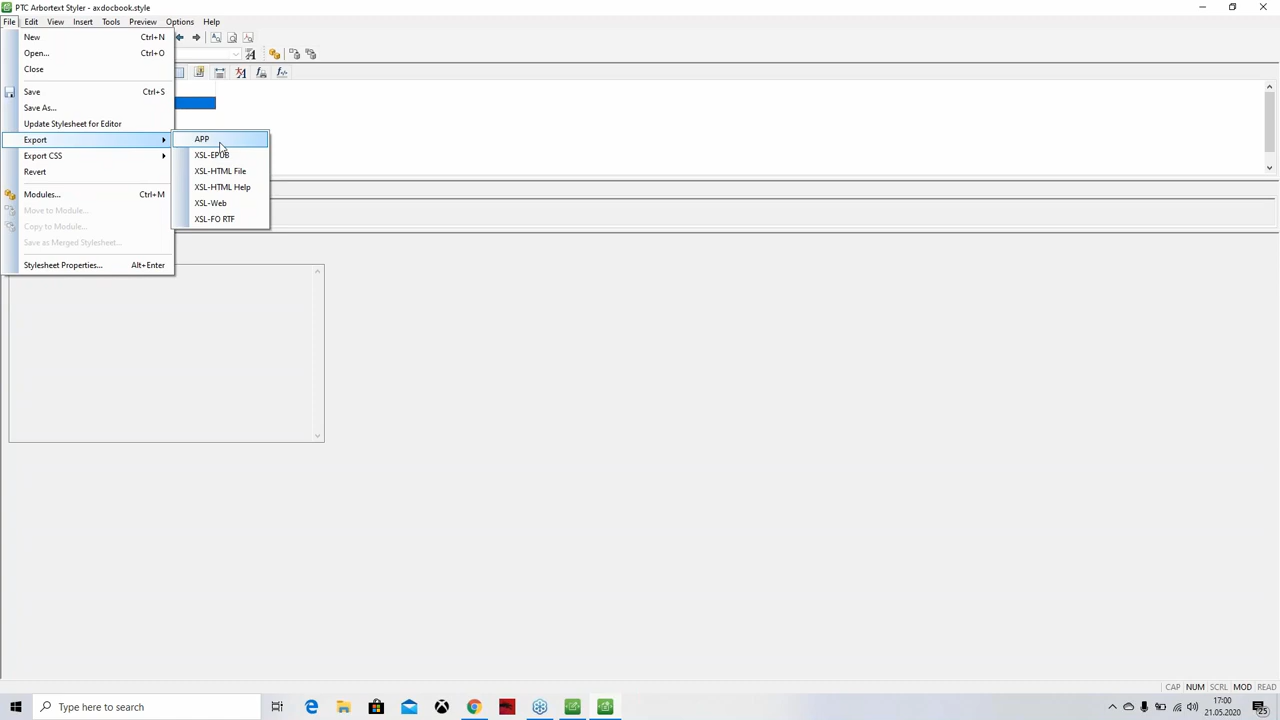 PTC Arbortext Styler - axdocbook.style
File Edit View Insert Tools Preview Options Help
New Ctrl+N
Open... Ctrl+O
Close
Save Ctrl+S
Save As...
Update Stylesheet for Editor
Export
APP
Export CSS
XSL-EPUB
Revert
XSL-HTML File
XSL-HTML Help
Modules... Ctrl+M
XSL-Web
Move to Module...
XSL-FO RTF
Copy to Module...
Save as Merged Stylesheet...
Stylesheet Properties... Alt+Enter
CAP NUM SCRL MOD READ
Type here to search
17:00
21.05.2020